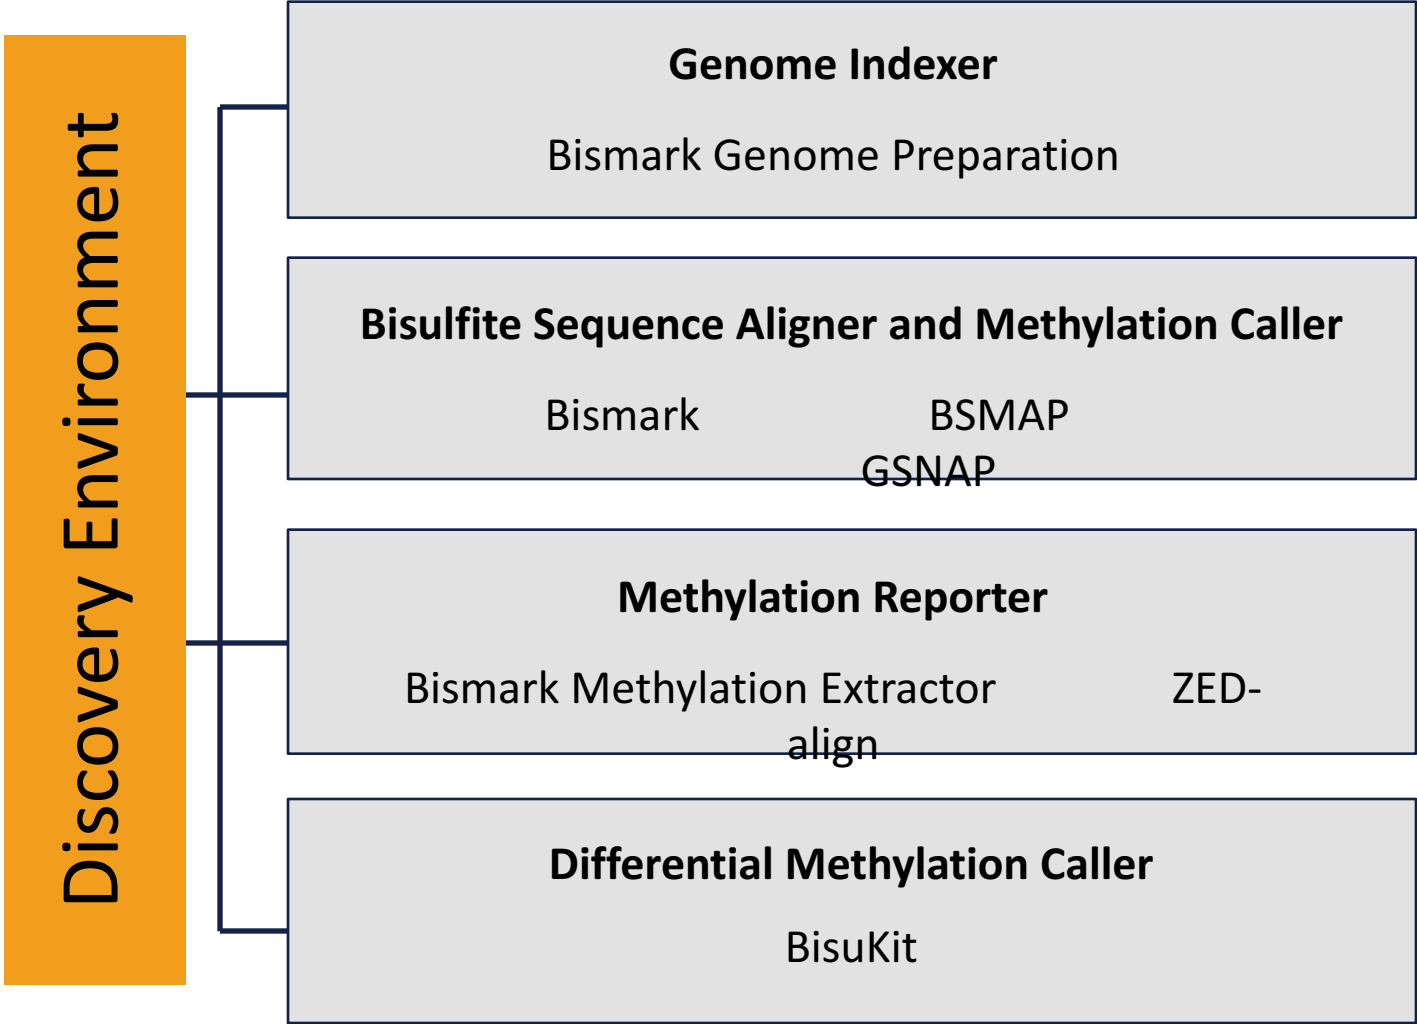 Discovery Environment
Genome Indexer
Bismark Genome Preparation
Bisulfite Sequence Aligner and Methylation Caller
Bismark BSMAP
GSNAP
Methylation Reporter
Bismark Methylation Extractor ZED-
align
Differential Methylation Caller
BisuKit